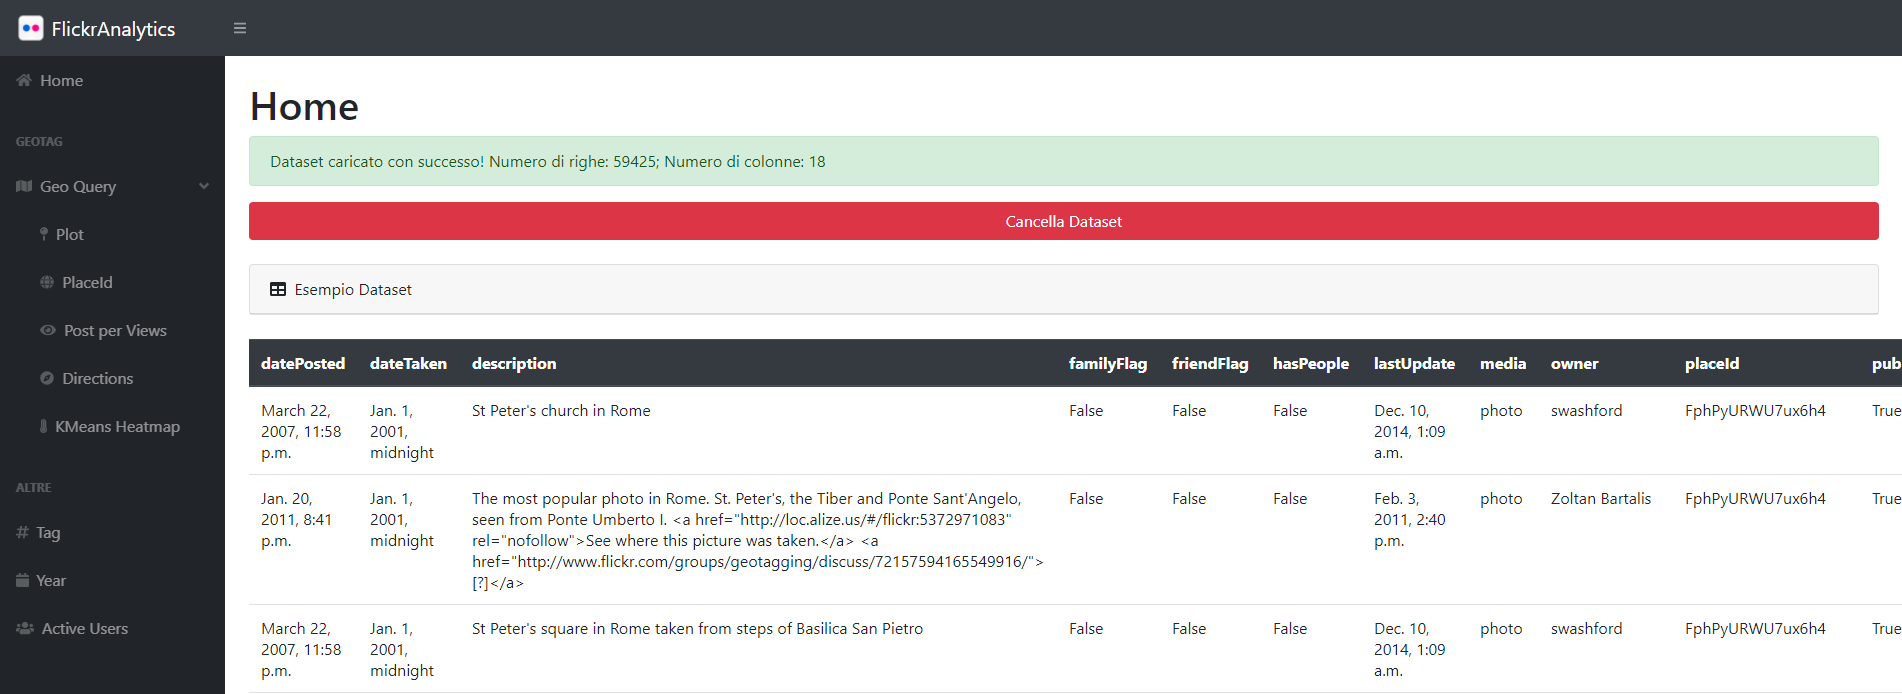 FlickrAnalytics
Home
GEOTAG
Geo Query
Plot
PlaceId
Post per Views
Directions
KMeans Heatmap
ALTRE
Tag
Year
Active Users
Home
Dataset caricato con successo! Numero di righe: 59425; Numero di colonne: 18
Cancella Dataset
Esempio Dataset
datePosted dateTaken description familyFlag friendFlag hasPeople lastUpdate media owner placeId pub
March 22, Jan. 1, St Peter's church in Rome False False False Dec. 10, photo swashford FphPyURWU7ux6h4 True
2007, 11:58 2001, 2014, 1:09
p.m. midnight a.m.
Jan. 20, Jan. 1, The most popular photo in Rome. St. Peter's, the Tiber and Ponte Sant'Angelo, False False False Feb. 3, photo Zoltan Bartalis FphPyURWU7ux6h4 True
2011, 8:41 2001, seen from Ponte Umberto I. <a href="http://loc.alize.us/#/flickr:5372971083" 2011, 2:40
p.m. midnight rel="nofollow">See where this picture was taken.</a> <a p.m.
href="http://www.flickr.com/groups/geotagging/discuss/72157594165549916/">
[?]</a>
March 22, Jan. 1, St Peter's square in Rome taken from steps of Basilica San Pietro False False False Dec. 10, photo swashford FphPyURWU7ux6h4 True
2007, 11:58 2001, 2014, 1:09
p.m. midnight a.m.